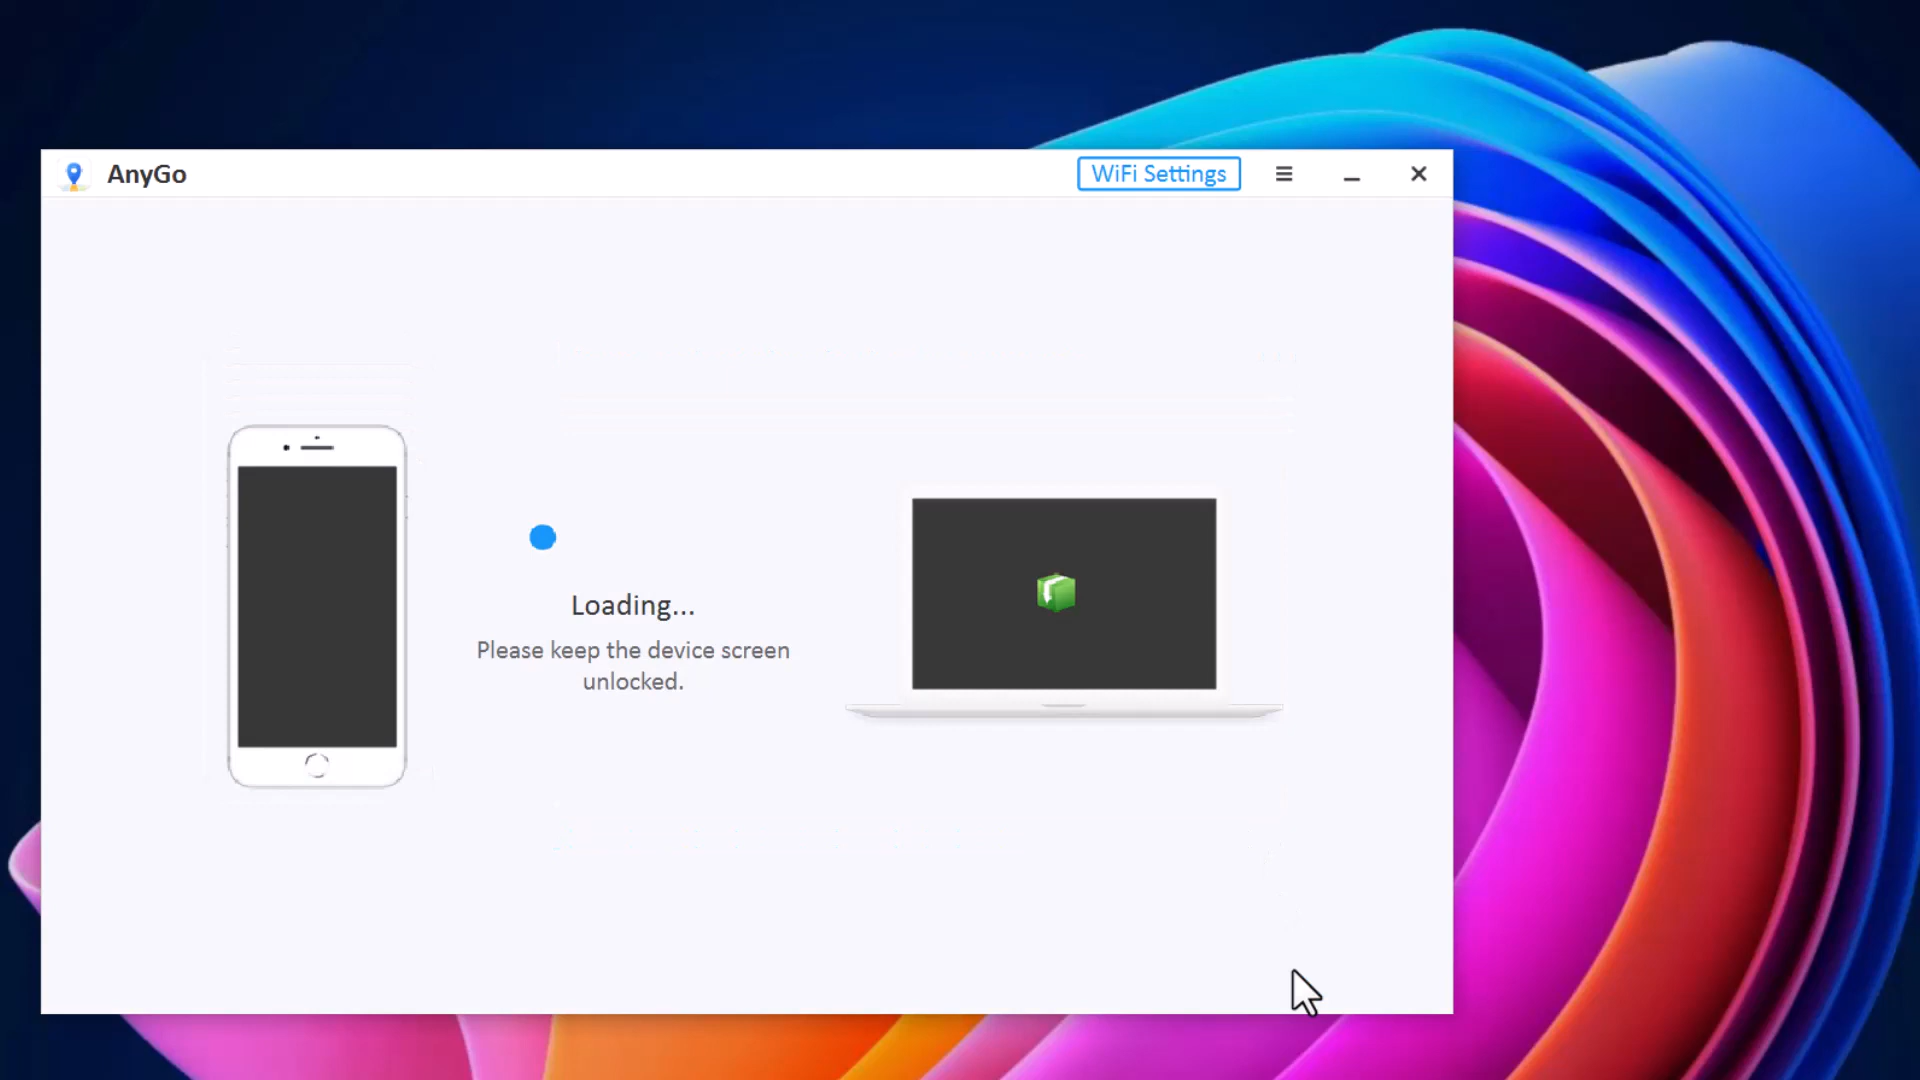 AnyGo
WiFi Settings
Loading...
Please keep the device screen
unlocked.